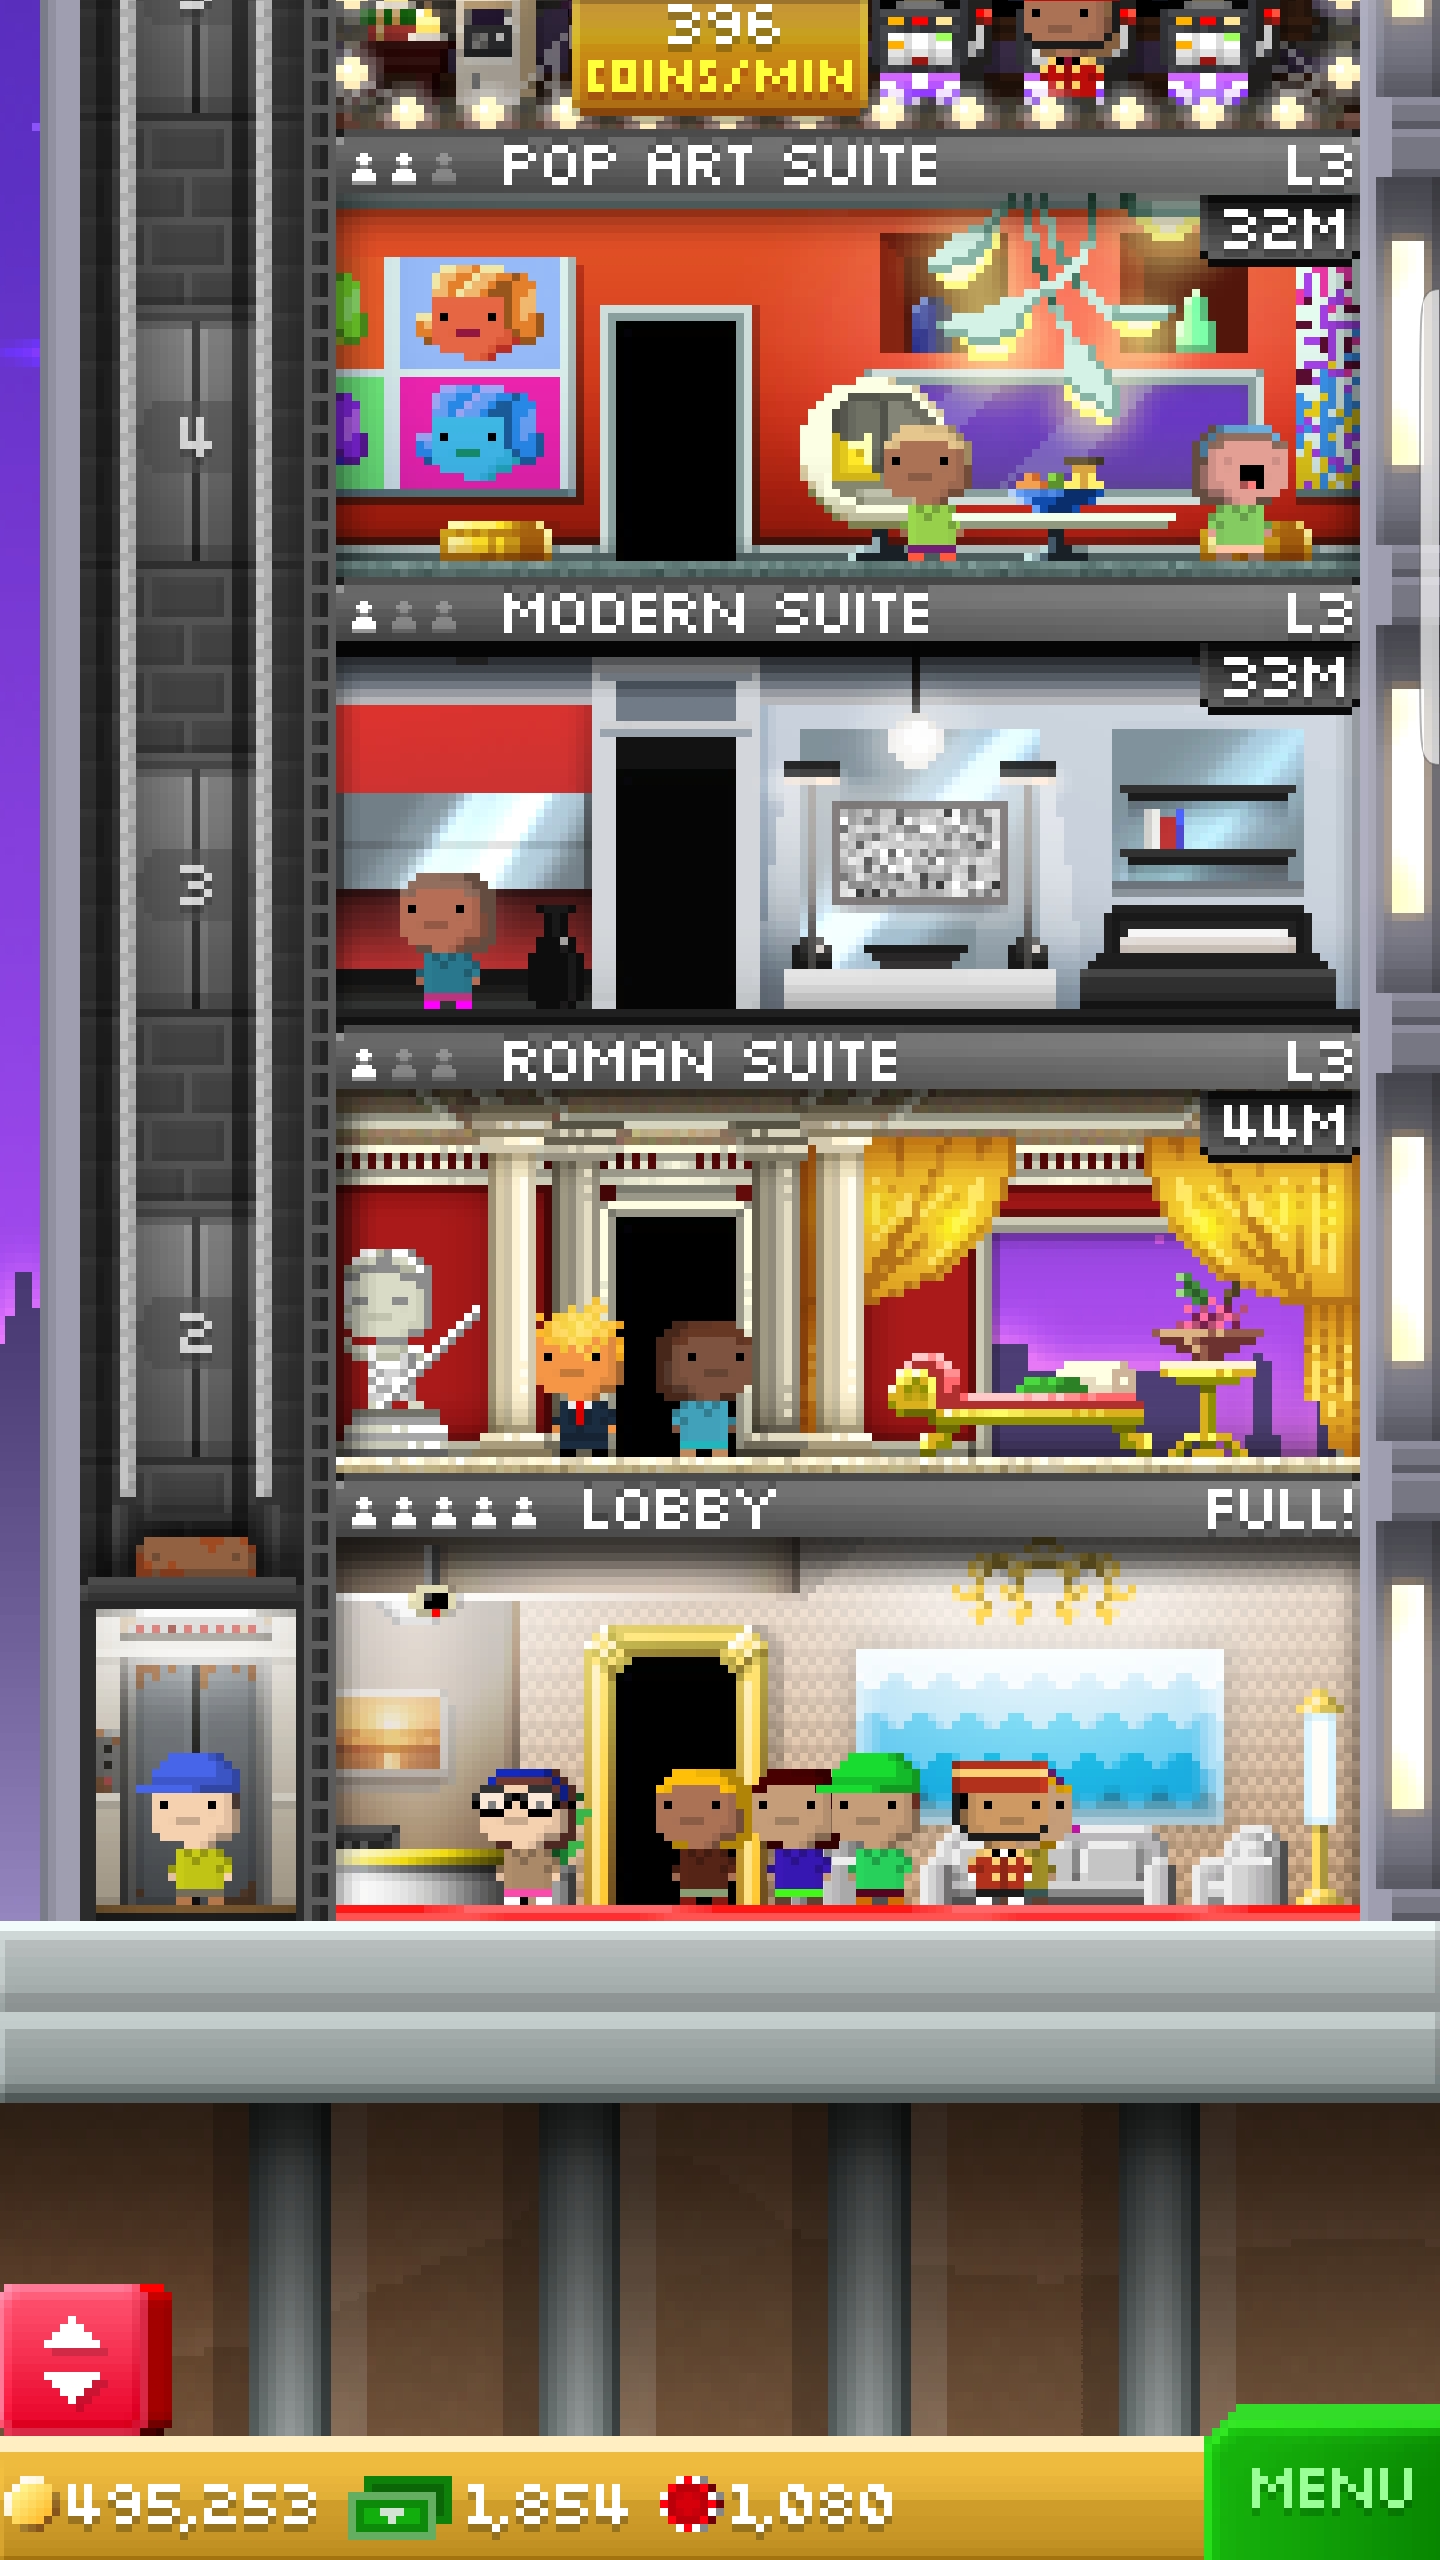 396
COINS/MIN
POP ART SUITE L3
32M
4
MODERN SUITE L3
33M
3
ROMAN SUITE L3
44M
2
LOBBY FULL!
495,253 1,854 1,080
MENU